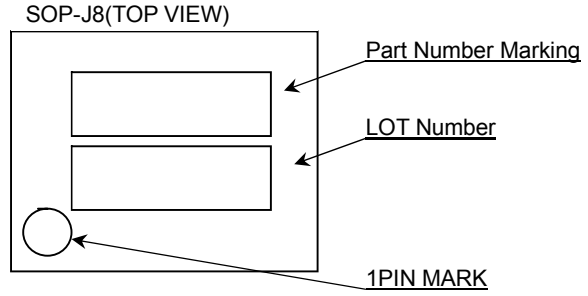 SOP-J8(TOP VIEW)
Part Number Marking
LOT Number
1PIN MARK